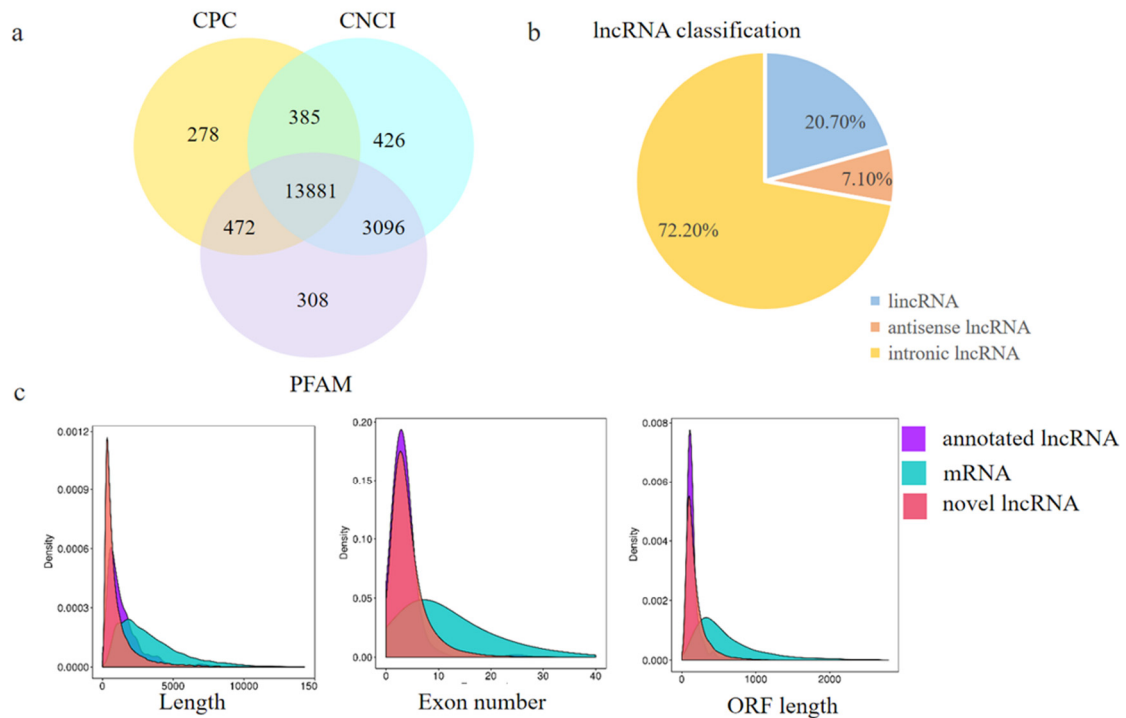 a
CPC
CNCI
278
385
426
13881
472
3096
308
PFAM
b
lncRNA classification
20.70%
7.10%
72.20%
lincRNA
antisense lncRNA
intronic lncRNA
c
0.0012
0.0009
0.0006
0.0003
0.0000
Density
0
5000
10000
150
Length
0.20
0.15
0.10
0.05
0.00
Density
0
10
20
30
40
Exon number
0.008
0.006
0.004
0.002
0.000
Density
0
1000
2000
ORF length
annotated lncRNA
mRNA
novel lncRNA